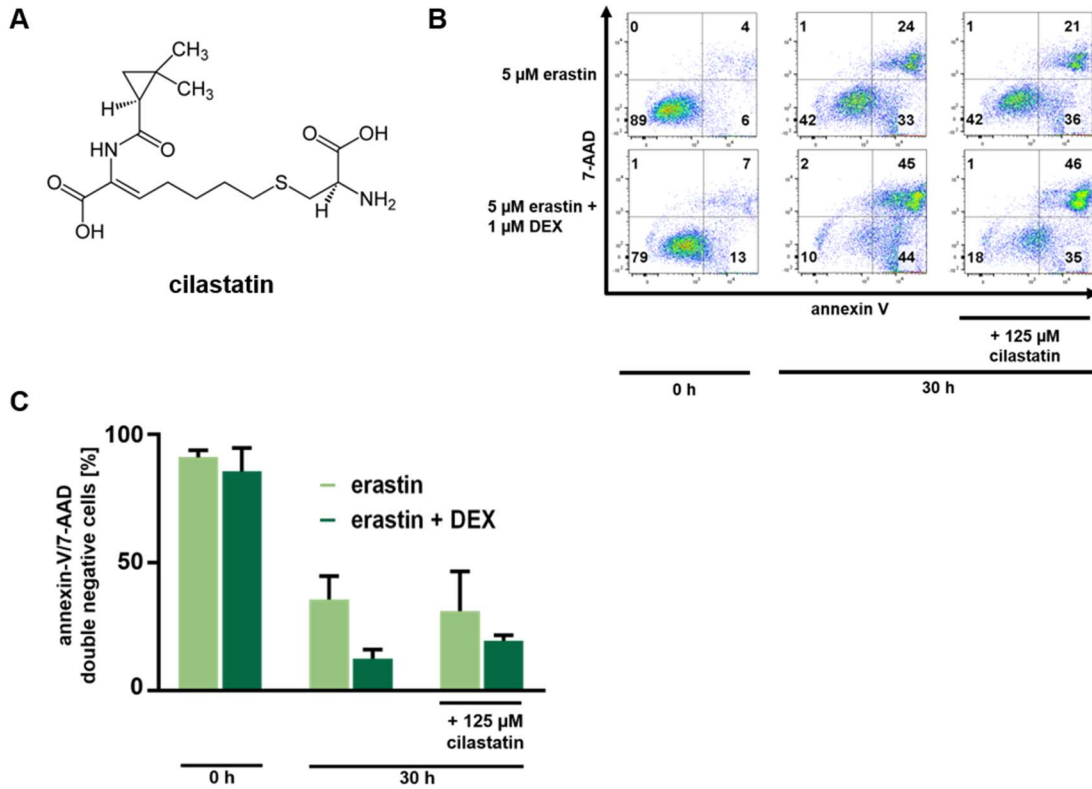 A
CH₃
CH₃
H
HN
O
O
OH
O
OH
S
H
NH₂
cilastatin
B
5 µM erastin
5 µM erastin +
1 µM DEX
7-AAD
0 4
89 6
1 24
42 33
1 21
42 36
1 7
79 13
2 45
10 44
1 46
18 35
annexin V
+ 125 µM
cilastatin
0 h
30 h
C
annexin-V/7-AAD
double negative cells [%]
100
50
0
erastin
erastin + DEX
+ 125 µM
cilastatin
0 h
30 h